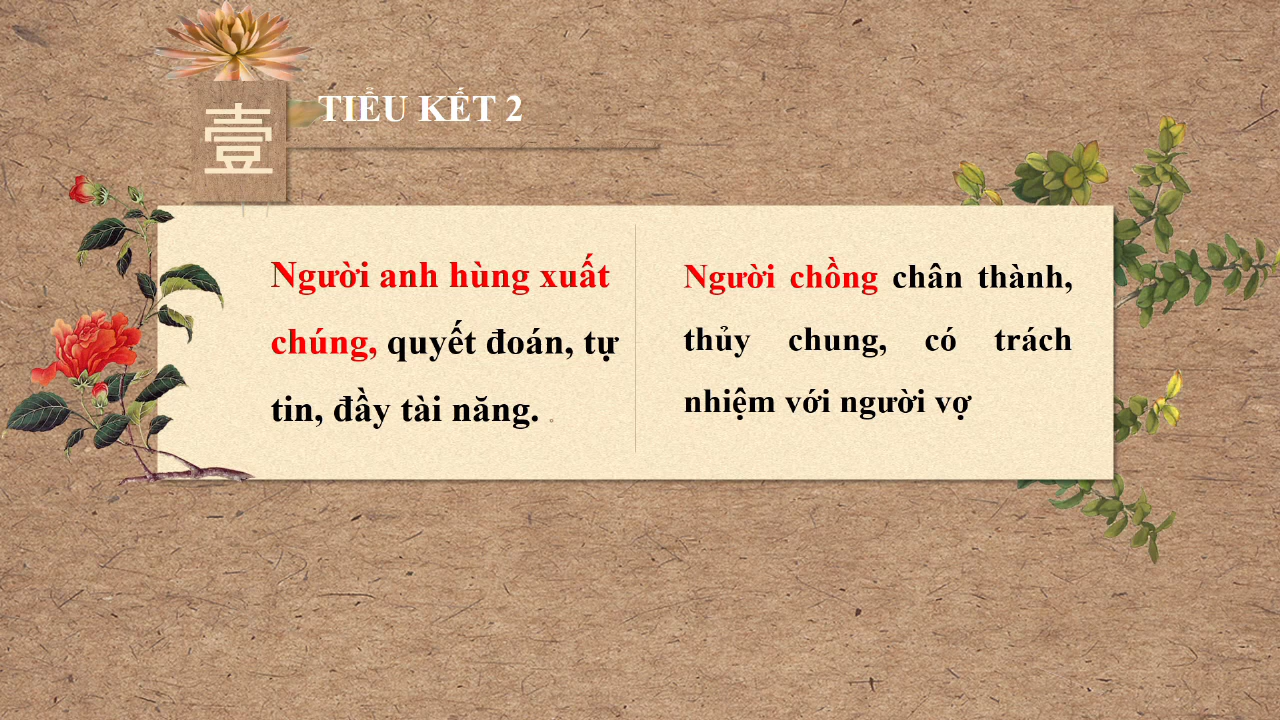 壹
TIỂU KẾT 2
Người anh hùng xuất
chúng, quyết đoán, tự
tin, đầy tài năng. 。
Người chồng chân thành,
thủy chung, có trách
nhiệm với người vợ